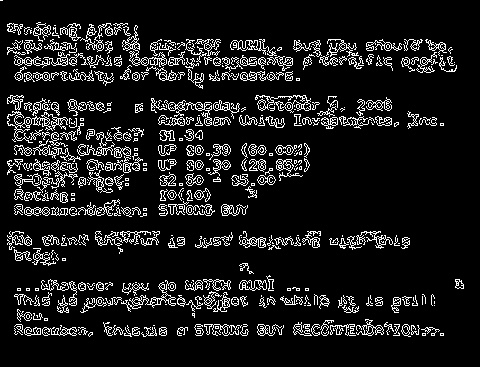 Trading Alert!
You may not be aware of AUNI.. But you should be,
because this company represents a terrific profit
opportunity for early investors.
Trade Date: Wednesday, October 4, 2006
Company: American Unity Investments, Inc.
Current Price: $1.34
Monday Change: UP $0.39 (60.00%)
Tuesday Change: UP $0.30 (28.85%)
5-Day Target: $2.50 - $5.00
Rating: 10(10)
Recommendation: STRONG BUY
We think the fun is just beginning with this
stock.
...Whatever you do WATCH AUNI ...
This is your chance to get in while it is still
low.
Remember, this is a STRONG BUY RECOMMENDATION...